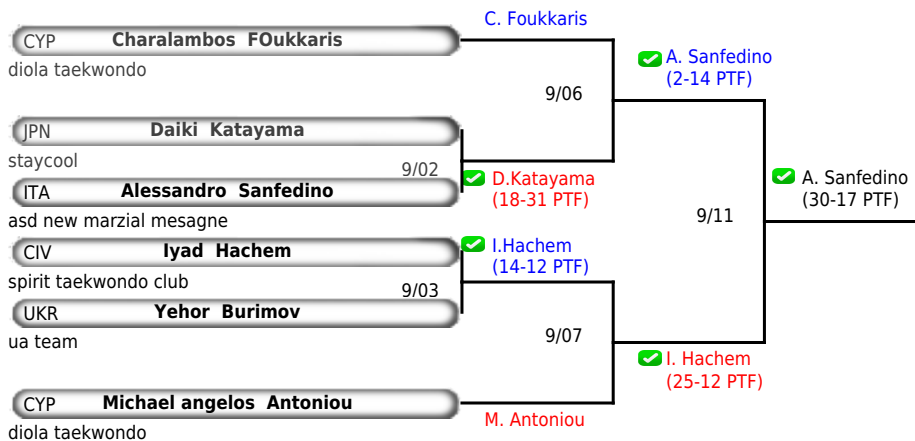 C. Foukkaris
CYP Charalambos FOukkaris
diola taekwondo
A. Sanfedino
(2-14 PTF)
9/06
JPN Daiki Katayama
staycool
9/02
D.Katayama
(18-31 PTF)
ITA Alessandro Sanfedino
asd new marzial mesagne
A. Sanfedino
(30-17 PTF)
9/11
CIV Iyad Hachem
spirit taekwondo club
I.Hachem
(14-12 PTF)
9/03
UKR Yehor Burimov
ua team
9/07
I. Hachem
(25-12 PTF)
CYP Michael angelos Antoniou
diola taekwondo
M. Antoniou